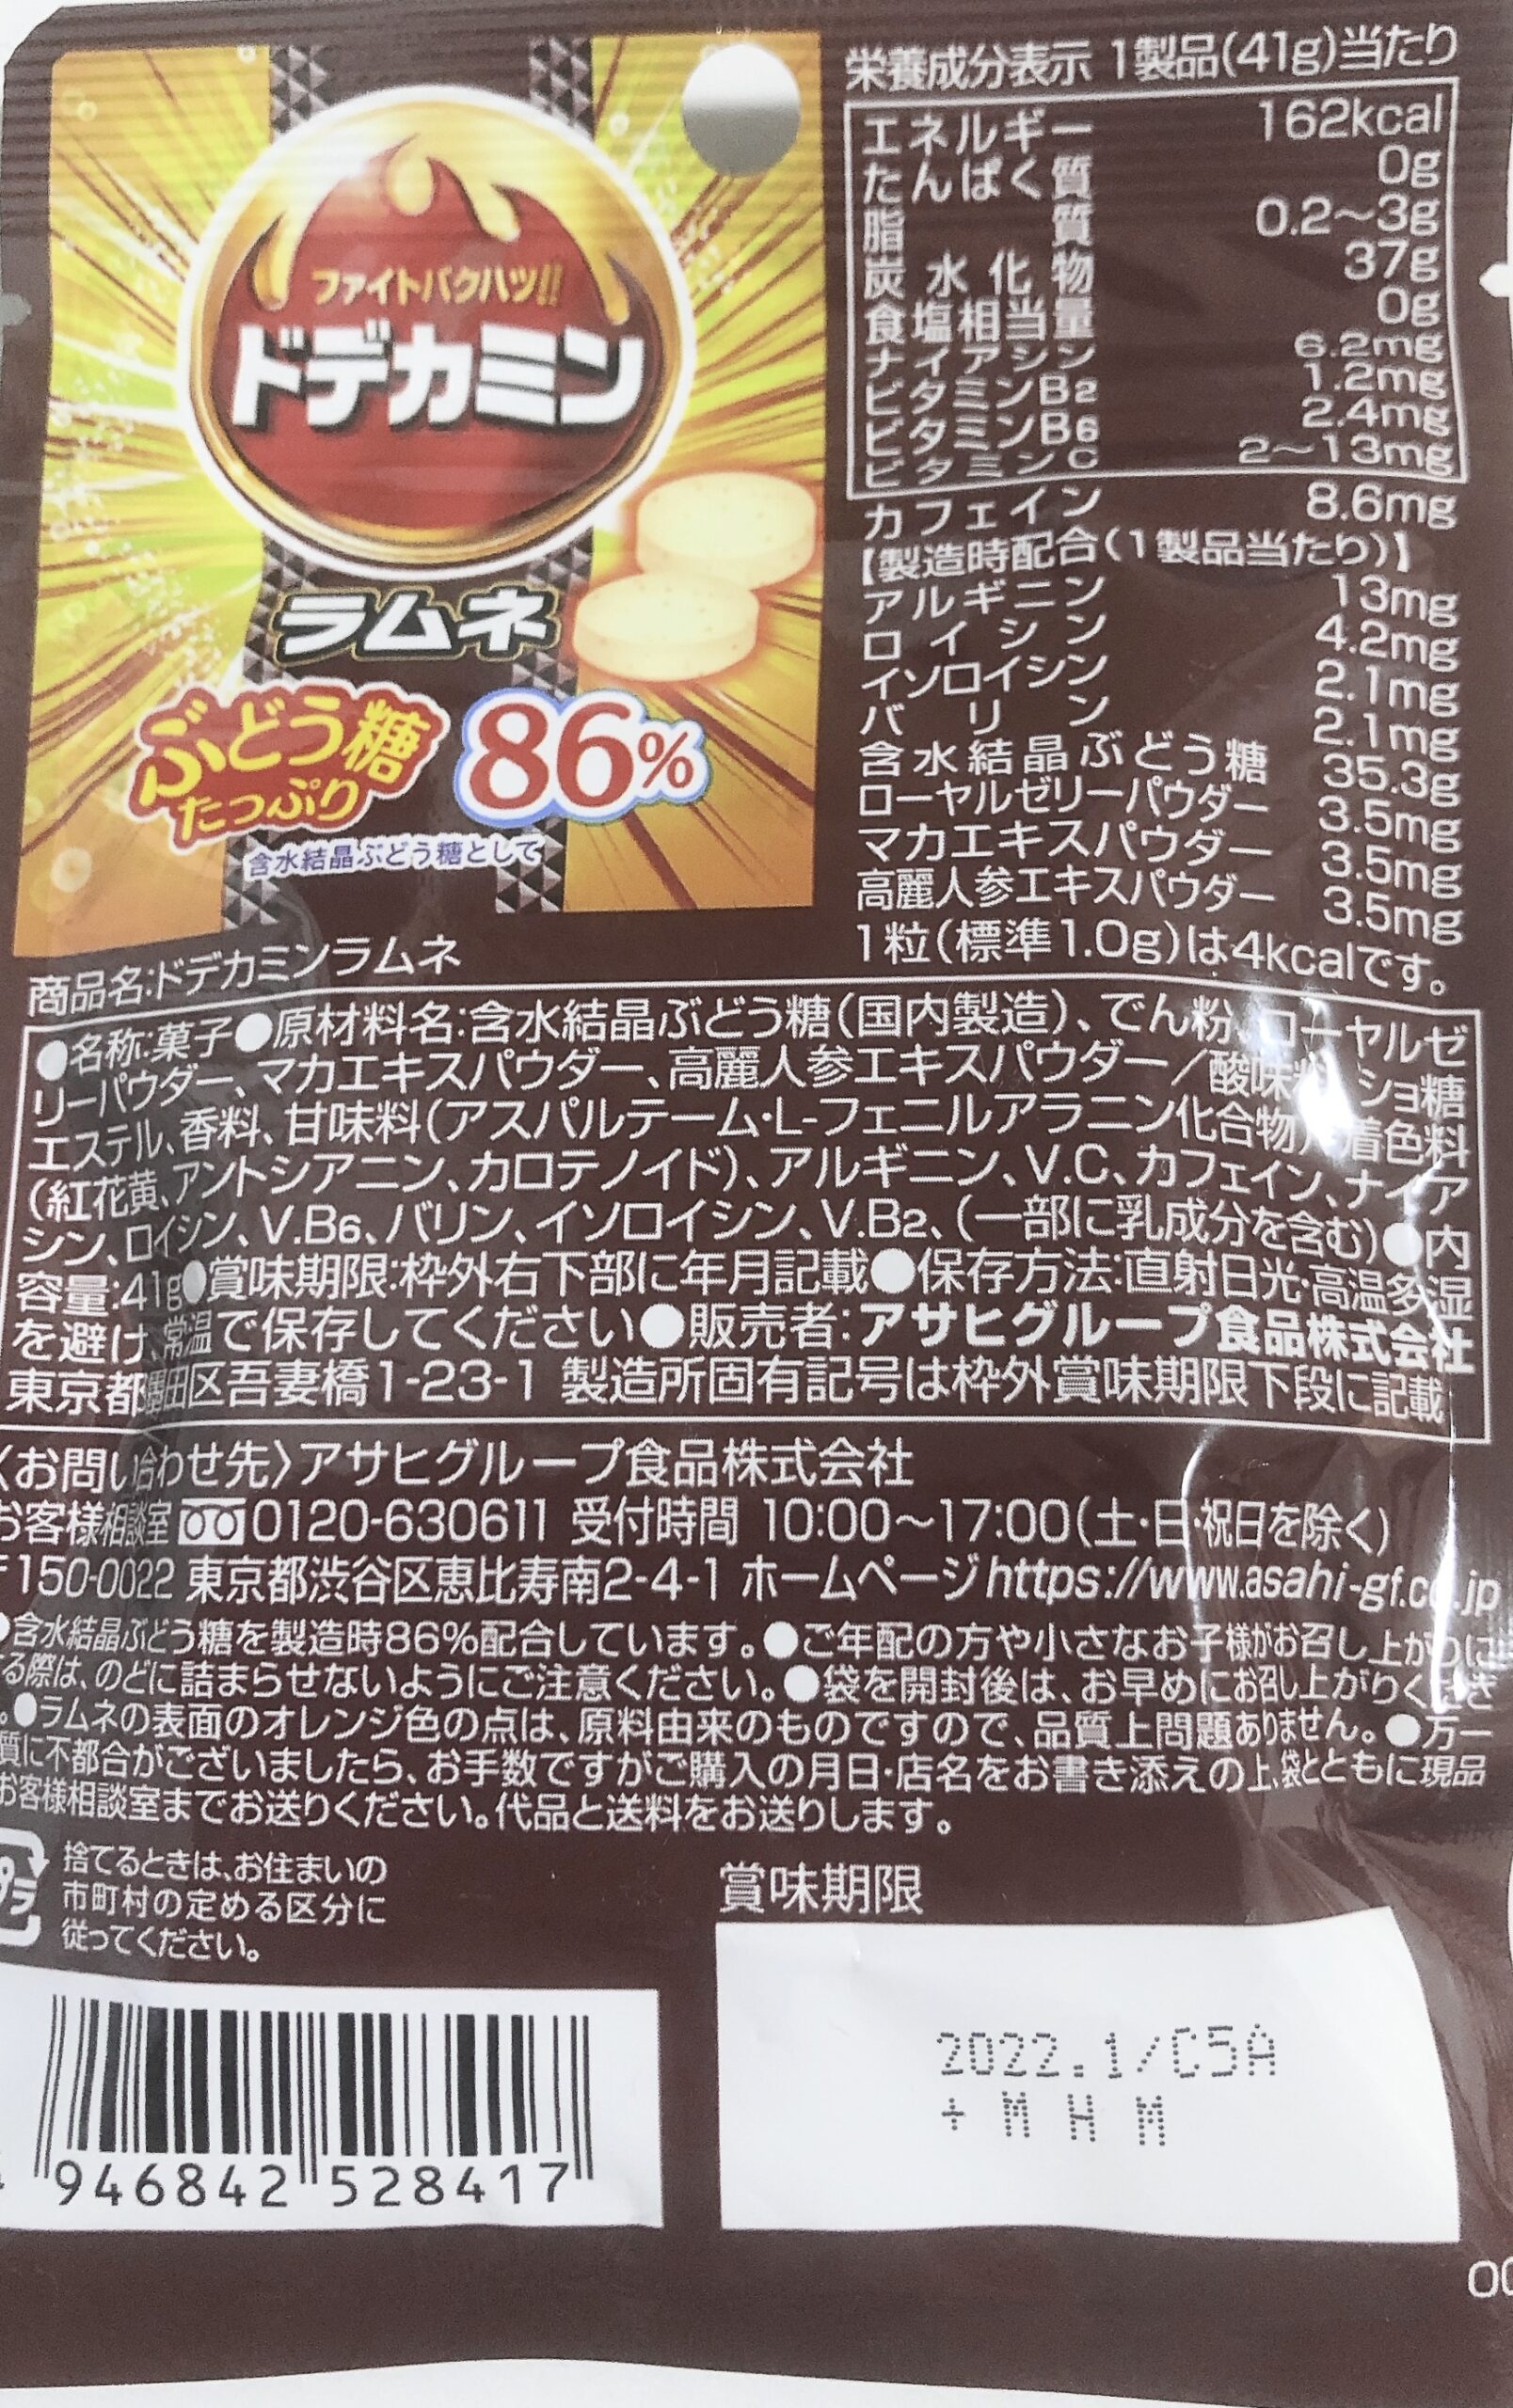 ファイトバクハツ!!
ドデカミン
ラムネ
ぶどう糖
たっぷり
86%
含水結晶ぶどう糖として
栄養成分表示 1製品(41g)当たり
エネルギー 162kcal
たんぱく質 0g
脂質 0.2～3g
炭水化物 37g
食塩相当量 0g
ナイアシン 6.2mg
ビタミンB2 1.2mg
ビタミンB6 2.4mg
ビタミンC 2～13mg
カフェイン 8.6mg
【製造時配合(1製品当たり)】
アルギニン 13mg
ロイシン 4.2mg
イソロイシン 2.1mg
バリン 2.1mg
含水結晶ぶどう糖 35.3g
ローヤルゼリーパウダー 3.5mg
マカエキスパウダー 3.5mg
高麗人参エキスパウダー 3.5mg
1粒(標準1.0g)は4kcalです。
商品名:ドデカミンラムネ
●名称:菓子●原材料名:含水結晶ぶどう糖(国内製造)、でん粉、ローヤルゼ
リーパウダー、マカエキスパウダー、高麗人参エキスパウダー/酸味料、ショ糖
エステル、香料、甘味料(アスパルテーム・L-フェニルアラニン化合物)、着色料
(紅花黄、アントシアニン、カロテノイド)、アルギニン、V.C、カフェイン、ナイア
シン、ロイシン、V.B6、バリン、イソロイシン、V.B2、(一部に乳成分を含む)●内
容量:41g●賞味期限:枠外右下部に年月記載●保存方法:直射日光・高温多湿
を避け、常温で保存してください●販売者:アサヒグループ食品株式会社
東京都墨田区吾妻橋1-23-1 製造所固有記号は枠外賞味期限下段に記載
〈お問い合わせ先〉アサヒグループ食品株式会社
お客様相談室 0120-630611 受付時間 10:00～17:00(土・日・祝日を除く)
〒150-0022 東京都渋谷区恵比寿南2-4-1 ホームページhttps://www.asahi-gf.co.jp
●含水結晶ぶどう糖を製造時86%配合しています。●ご年配の方や小さなお子様がお召し上がりに
る際は、のどに詰まらせないようにご注意ください。●袋を開封後は、お早めにお召し上がりくださ
。●ラムネの表面のオレンジ色の点は、原料由来のものですので、品質上問題ありません。●万一
質に不都合がございましたら、お手数ですがご購入の月日・店名をお書き添えの上、袋とともに現品
お客様相談室までお送りください。代品と送料をお送りします。
プラ
捨てるときは、お住まいの
市町村の定める区分に
従ってください。
賞味期限
2022.1/C5A
+MHM
946842 528417